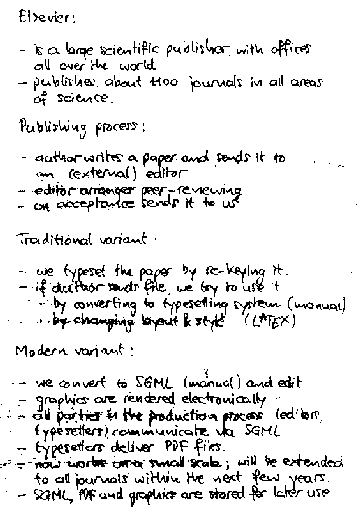 Elsevier:
- is a large scientific publisher with offices
all over the world
- publishes about 1100 journals in all areas
of science.
Publishing process:
- author writes a paper and sends it to
an (external) editor
- editor arranges peer-reviewing
- on acceptance sends it to us
Traditional variant:
- we typeset the paper by re-keying it.
- if author sends file, we try to use it
- by converting to typesetting system (manual)
- by changing layout & style (LATEX)
Modern variant:
- we convert to SGML (manual) and edit
- graphics are rendered electronically
- all parties in the production process (editors,
typesetters) communicate via SGML
- typesetters deliver PDF files.
- now works on a small scale; will be extended
to all journals within the next few years.
- SGML, PDF and graphics are stored for later use